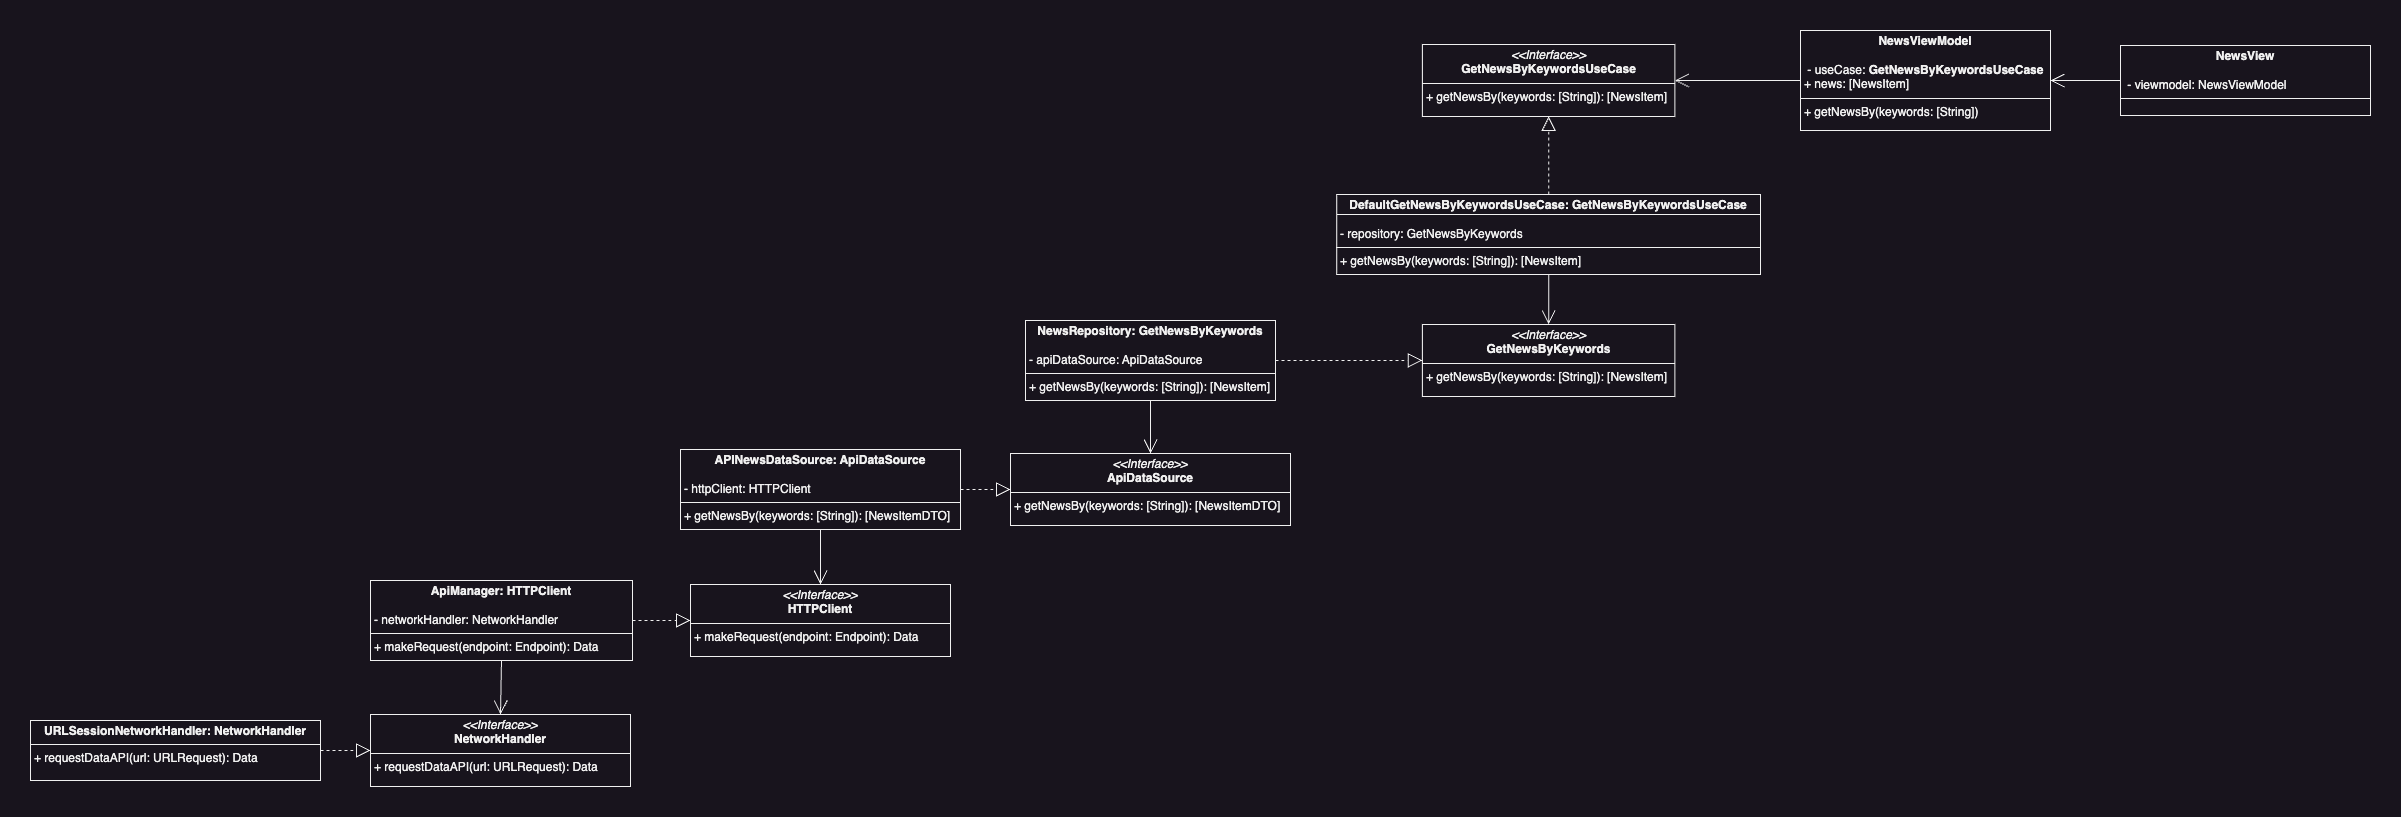 <<Interface>>
GetNewsByKeywordsUseCase
+ getNewsBy(keywords: [String]): [NewsItem]
NewsViewModel
- useCase: GetNewsByKeywordsUseCase
+ news: [NewsItem]
+ getNewsBy(keywords: [String])
NewsView
- viewmodel: NewsViewModel
DefaultGetNewsByKeywordsUseCase: GetNewsByKeywordsUseCase
- repository: GetNewsByKeywords
+ getNewsBy(keywords: [String]): [NewsItem]
NewsRepository: GetNewsByKeywords
- apiDataSource: ApiDataSource
+ getNewsBy(keywords: [String]): [NewsItem]
<<Interface>>
GetNewsByKeywords
+ getNewsBy(keywords: [String]): [NewsItem]
APINewsDataSource: ApiDataSource
- httpClient: HTTPClient
+ getNewsBy(keywords: [String]): [NewsItemDTO]
<<Interface>>
ApiDataSource
+ getNewsBy(keywords: [String]): [NewsItemDTO]
ApiManager: HTTPClient
- networkHandler: NetworkHandler
+ makeRequest(endpoint: Endpoint): Data
<<Interface>>
HTTPClient
+ makeRequest(endpoint: Endpoint): Data
URLSessionNetworkHandler: NetworkHandler
+ requestDataAPI(url: URLRequest): Data
<<Interface>>
NetworkHandler
+ requestDataAPI(url: URLRequest): Data